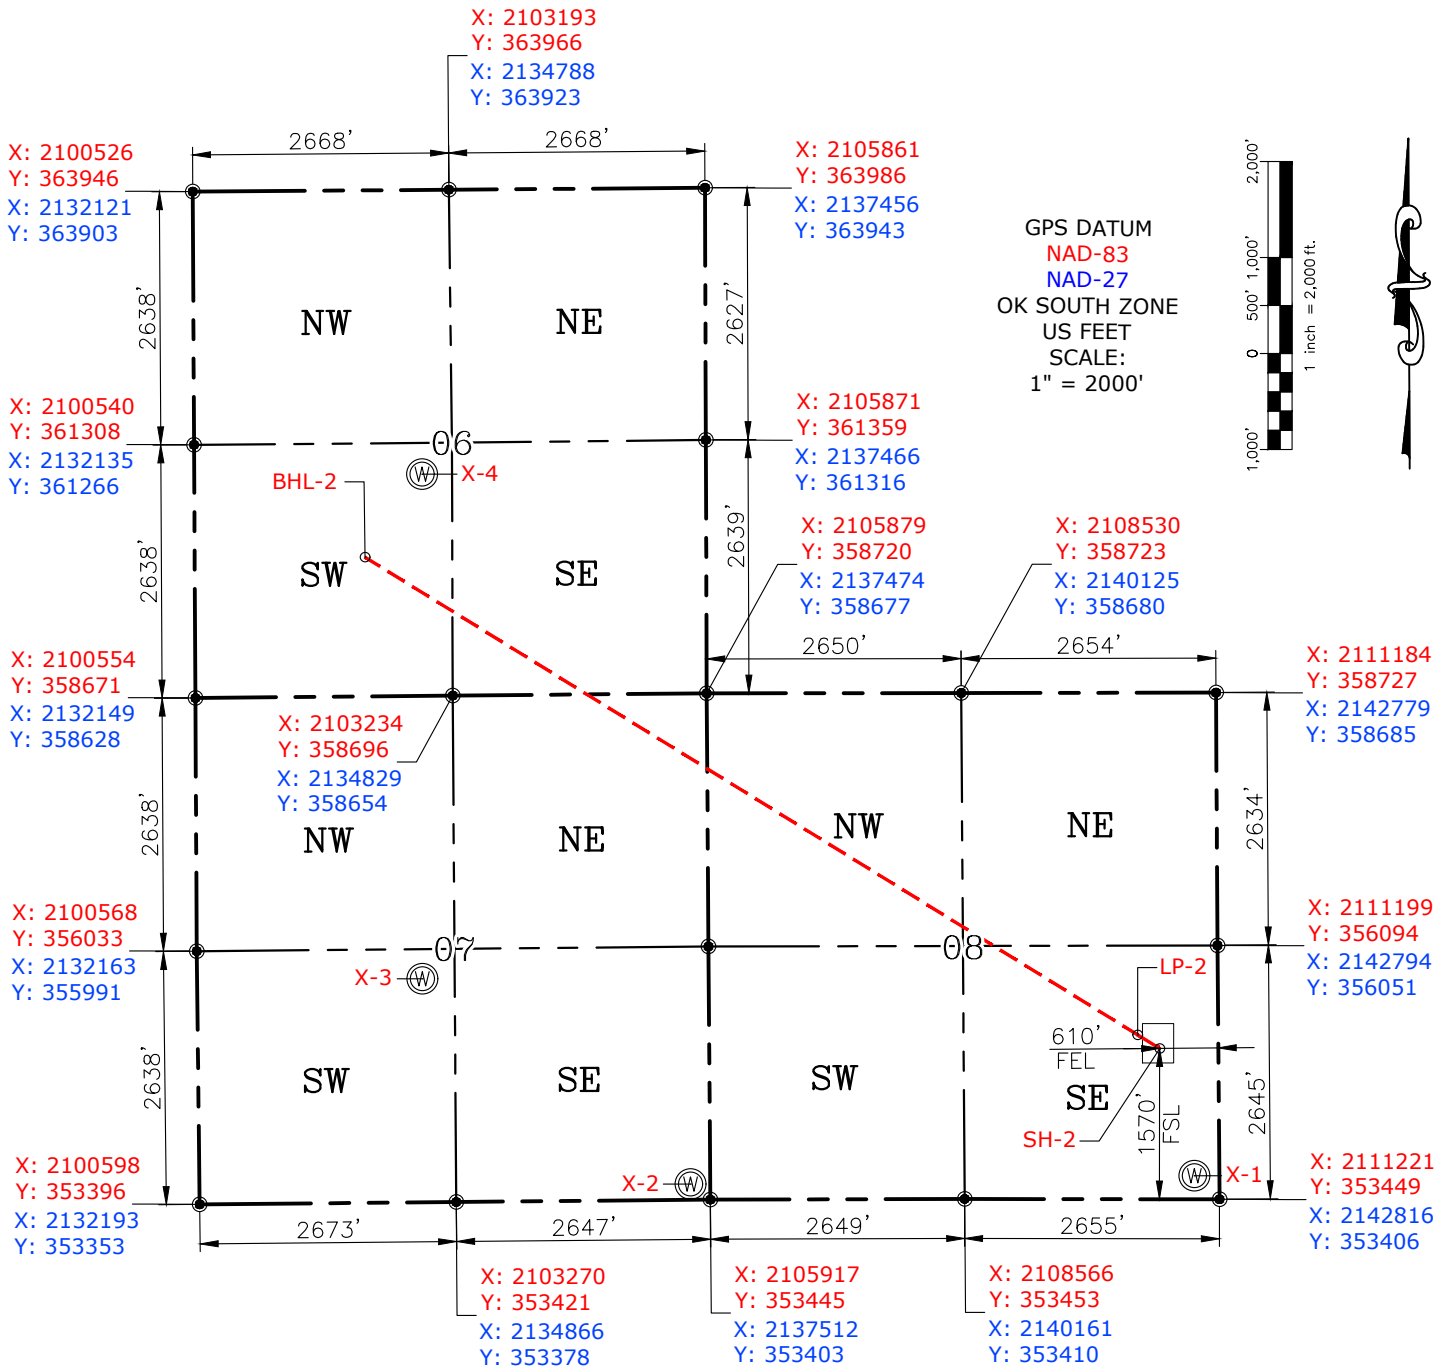 X: 2103193
Y: 363966
X: 2134788
Y: 363923
2668'
2668'
X: 2100526
Y: 363946
X: 2132121
Y: 363903
X: 2105861
Y: 363986
X: 2137456
Y: 363943
GPS DATUM
NAD-83
NAD-27
OK SOUTH ZONE
US FEET
SCALE:
1" = 2000'
2,000'
1,000'
500'
0
1,000'
1 inch = 2,000 ft.
2638'
NW
NE
2627'
X: 2100540
Y: 361308
X: 2132135
Y: 361266
06
X: 2105871
Y: 361359
X: 2137466
Y: 361316
BHL-2
W
X-4
2638'
SW
SE
2639'
X: 2105879
Y: 358720
X: 2137474
Y: 358677
X: 2108530
Y: 358723
X: 2140125
Y: 358680
2650'
2654'
X: 2100554
Y: 358671
X: 2132149
Y: 358628
X: 2111184
Y: 358727
X: 2142779
Y: 358685
X: 2103234
Y: 358696
X: 2134829
Y: 358654
2638'
NW
NE
NW
NE
2634'
X: 2100568
Y: 356033
X: 2132163
Y: 355991
07
08
X: 2111199
Y: 356094
X: 2142794
Y: 356051
X-3
W
LP-2
610'
FEL
2638'
SW
SE
SW
SE
1570'
FSL
2645'
SH-2
X-2
W
W
X-1
X: 2100598
Y: 353396
X: 2132193
Y: 353353
X: 2111221
Y: 353449
X: 2142816
Y: 353406
2673'
2647'
2649'
2655'
X: 2103270
Y: 353421
X: 2134866
Y: 353378
X: 2105917
Y: 353445
X: 2137512
Y: 353403
X: 2108566
Y: 353453
X: 2140161
Y: 353410